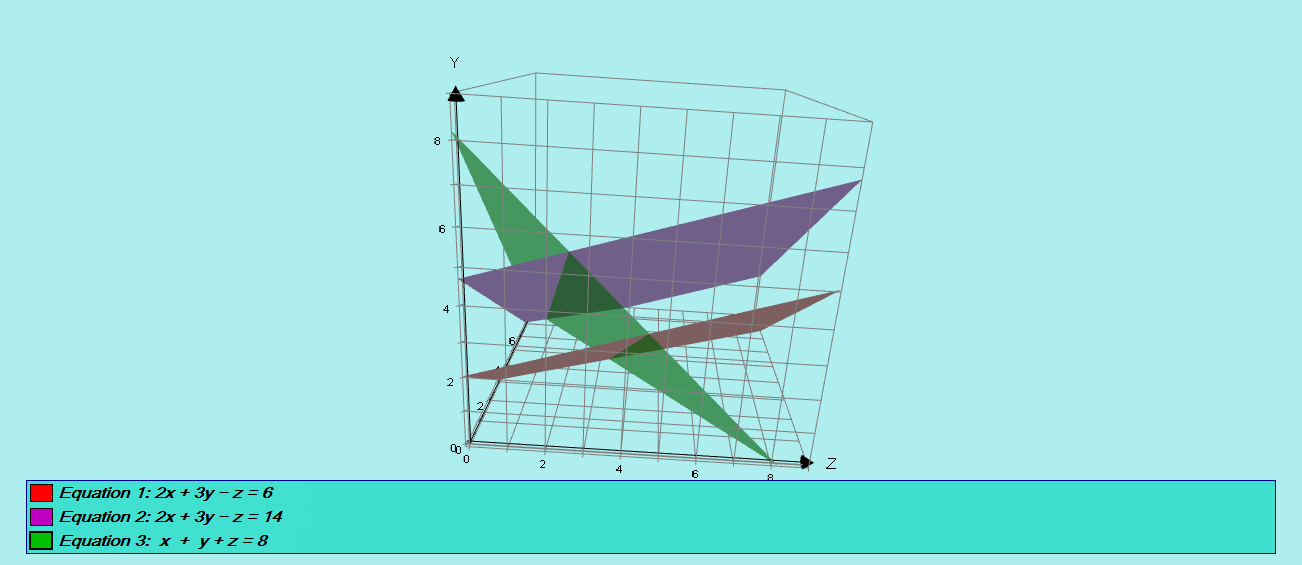 Y
8
6
4
6
4
2
2
0 0
0 2 4 6 8 Z
Equation 1: 2x + 3y − z = 6
Equation 2: 2x + 3y − z = 14
Equation 3: x + y + z = 8